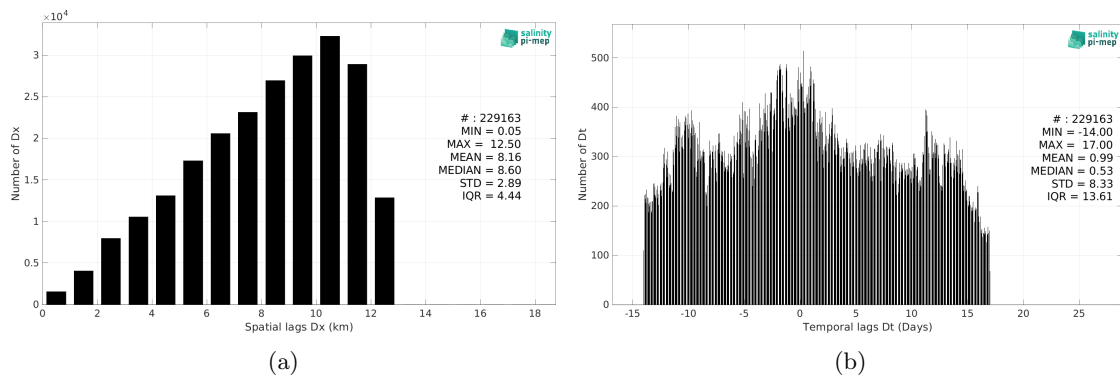 ×10⁴
3
2.5
2
1.5
1
0.5
0
0 2 4 6 8 10 12 14 16 18
Number of Dx
Spatial lags Dx (km)
salinity
pi-mep
# : 229163
MIN = 0.05
MAX = 12.50
MEAN = 8.16
MEDIAN = 8.60
STD = 2.89
IQR = 4.44
(a)
500
400
300
200
100
0
-15 -10 -5 0 5 10 15 20 25
Number of Dt
Temporal lags Dt (Days)
salinity
pi-mep
# : 229163
MIN = -14.00
MAX = 17.00
MEAN = 0.99
MEDIAN = 0.53
STD = 8.33
IQR = 13.61
(b)